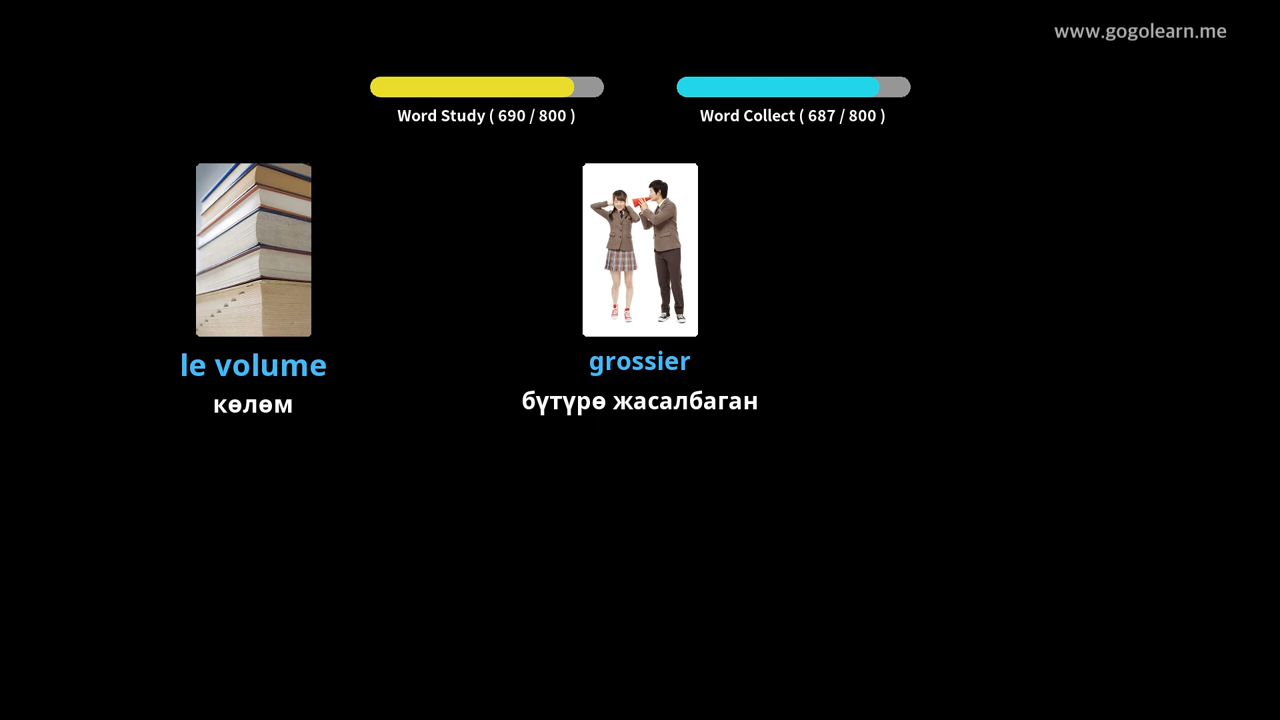 www.gogolearn.me
Word Study ( 690 / 800 )
Word Collect ( 687 / 800 )
le volume
көлөм
grossier
бүтүрө жасалбаган